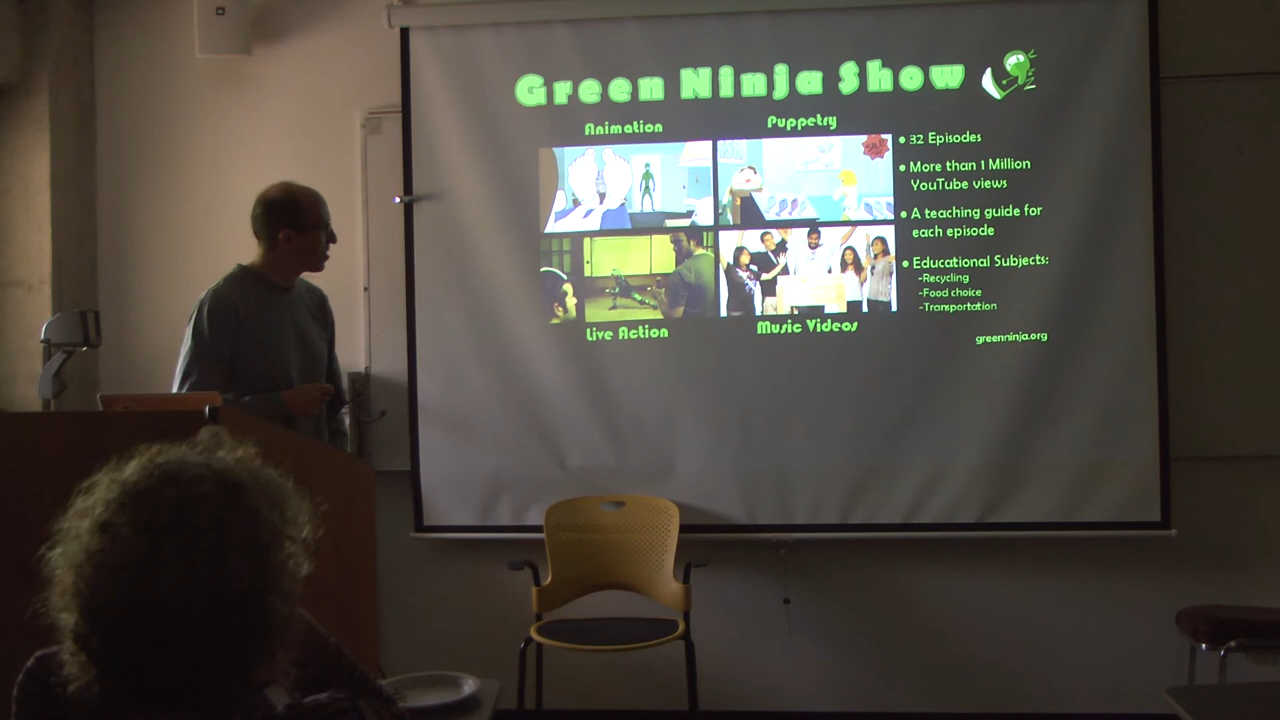 Green Ninja Show
Animation
Puppetry
Live Action
Music Videos
• 32 Episodes
• More than 1 Million
YouTube views
• A teaching guide for
each episode
• Educational Subjects:
-Recycling
-Food choice
-Transportation
greenninja.org